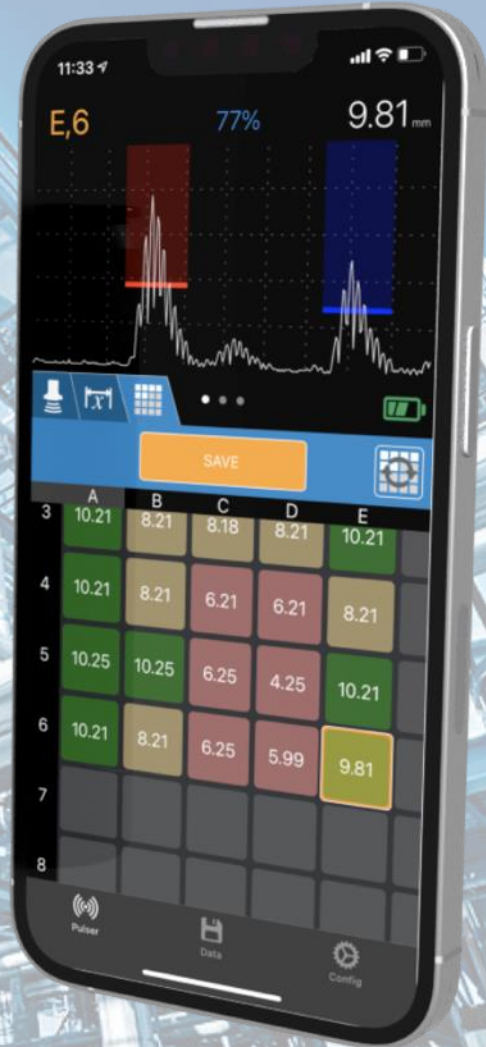 11:33
E,6 77% 9.81 mm
x
SAVE
A B C D E
3 10.21 8.21 8.18 8.21 10.21
4 10.21 8.21 6.21 6.21 8.21
5 10.25 10.25 6.25 4.25 10.21
6 10.21 8.21 6.25 5.99 9.81
7
8
Pulser Data Config